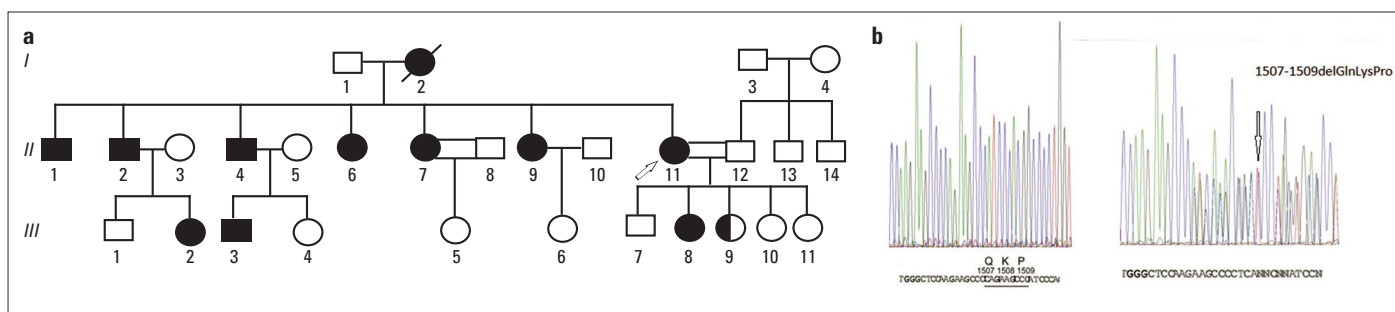 a
b
I
1 2 3 4
1507-1509delGlnLysPro
II
1 2 3 4 5 6 7 8 9 10 11 12 13 14
III
1 2 3 4 5 6 7 8 9 10 11
Q K P
1507 1508 1509
TGGGCTCCAAGAAGCCCCTCANNCNNATCCN